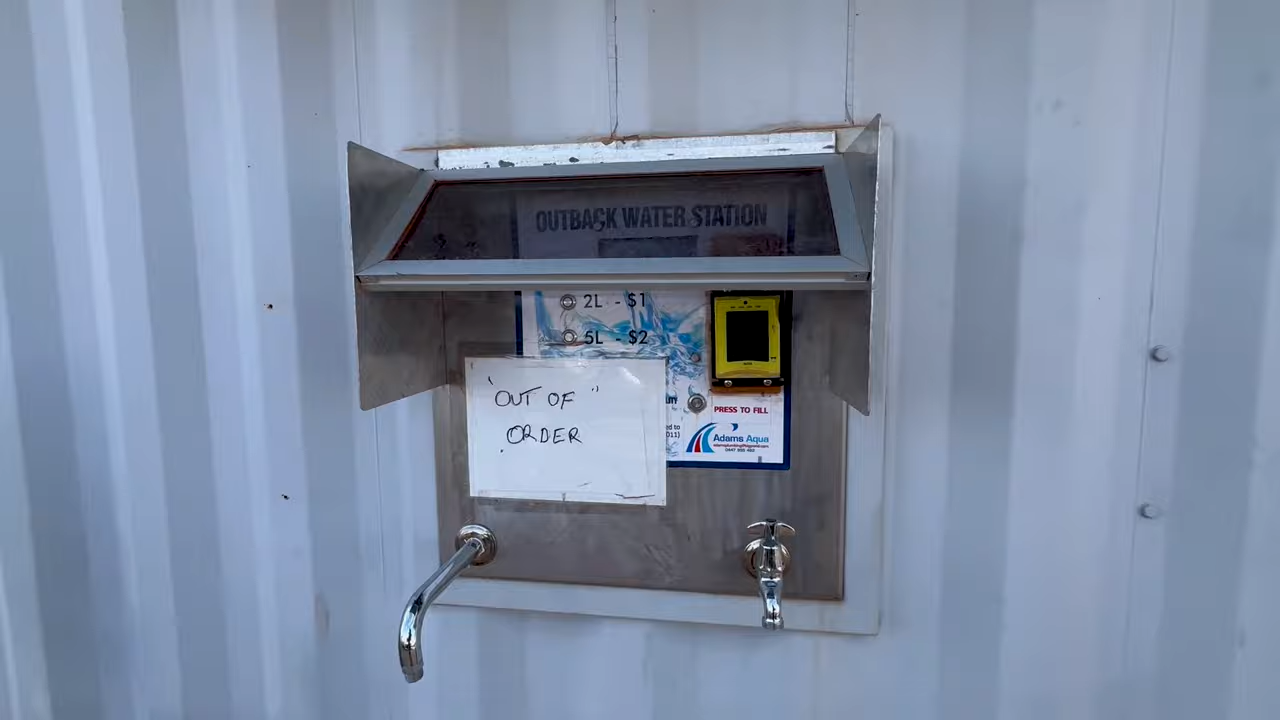 OUTBACK WATER STATION
2L - $1
5L - $2
"OUT OF"
ORDER
PRESS TO FILL
Adams Aqua